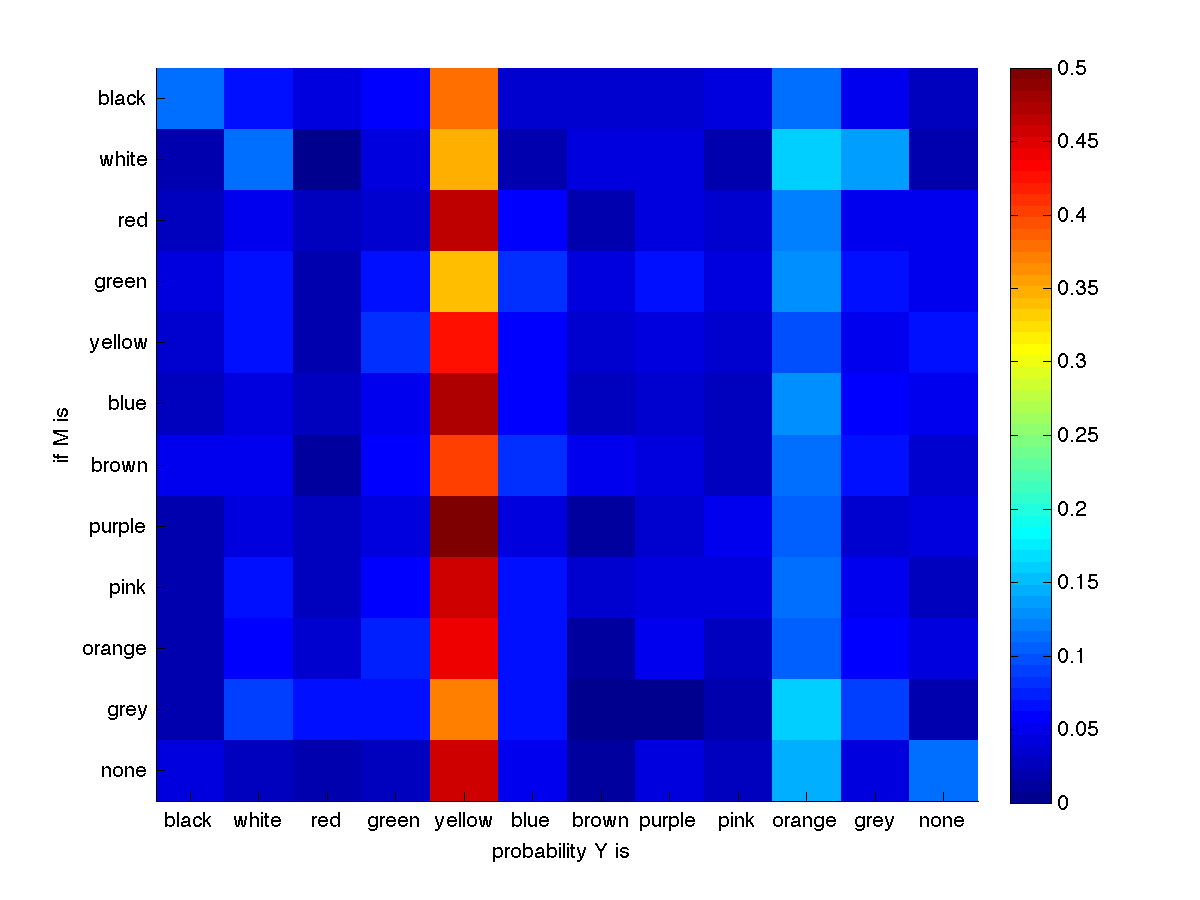 if M is
black
white
red
green
yellow
blue
brown
purple
pink
orange
grey
none
black white red green yellow blue brown purple pink orange grey none
probability Y is
0.5
0.45
0.4
0.35
0.3
0.25
0.2
0.15
0.1
0.05
0